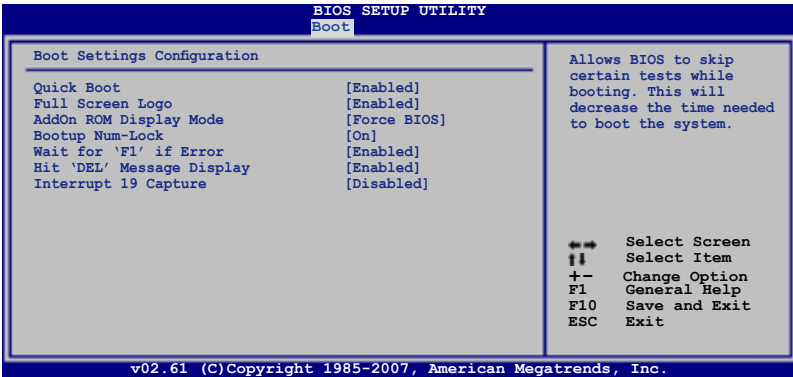 BIOS SETUP UTILITY
Boot
Boot Settings Configuration
Quick Boot [Enabled]
Full Screen Logo [Enabled]
AddOn ROM Display Mode [Force BIOS]
Bootup Num-Lock [On]
Wait for ‘F1’ if Error [Enabled]
Hit ‘DEL’ Message Display [Enabled]
Interrupt 19 Capture [Disabled]
Allows BIOS to skip
certain tests while
booting. This will
decrease the time needed
to boot the system.
←→ Select Screen
↑↓ Select Item
+- Change Option
F1 General Help
F10 Save and Exit
ESC Exit
v02.61 (C)Copyright 1985-2007, American Megatrends, Inc.